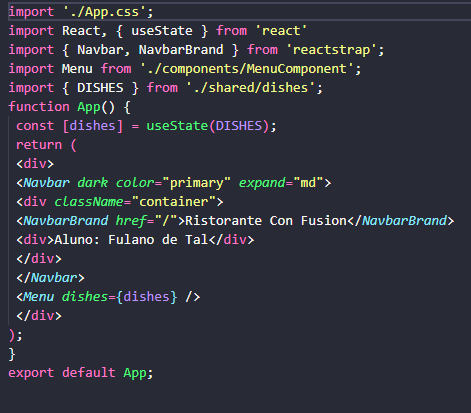 import './App.css';
import React, { useState } from 'react'
import { Navbar, NavbarBrand } from 'reactstrap';
import Menu from './components/MenuComponent';
import { DISHES } from './shared/dishes';
function App() {
const [dishes] = useState(DISHES);
return (
<div>
<Navbar dark color="primary" expand="md">
<div className="container">
<NavbarBrand href="/">Ristorante Con Fusion</NavbarBrand>
<div>Aluno: Fulano de Tal</div>
</div>
</Navbar>
<Menu dishes={dishes} />
</div>
);
}
export default App;